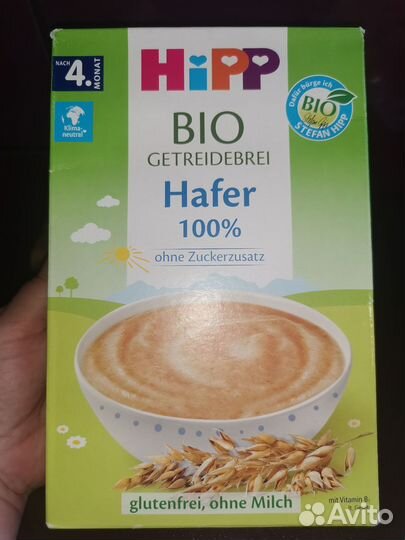 NACH
4.
MONAT
HiPP
Klima-
neutral
Dafür bürge ich
BIO
STEFAN HIPP
BIO
GETREIDEBREI
Hafer
100%
ohne Zuckerzusatz
glutenfrei, ohne Milch
mit Vitamin B₁
Avito